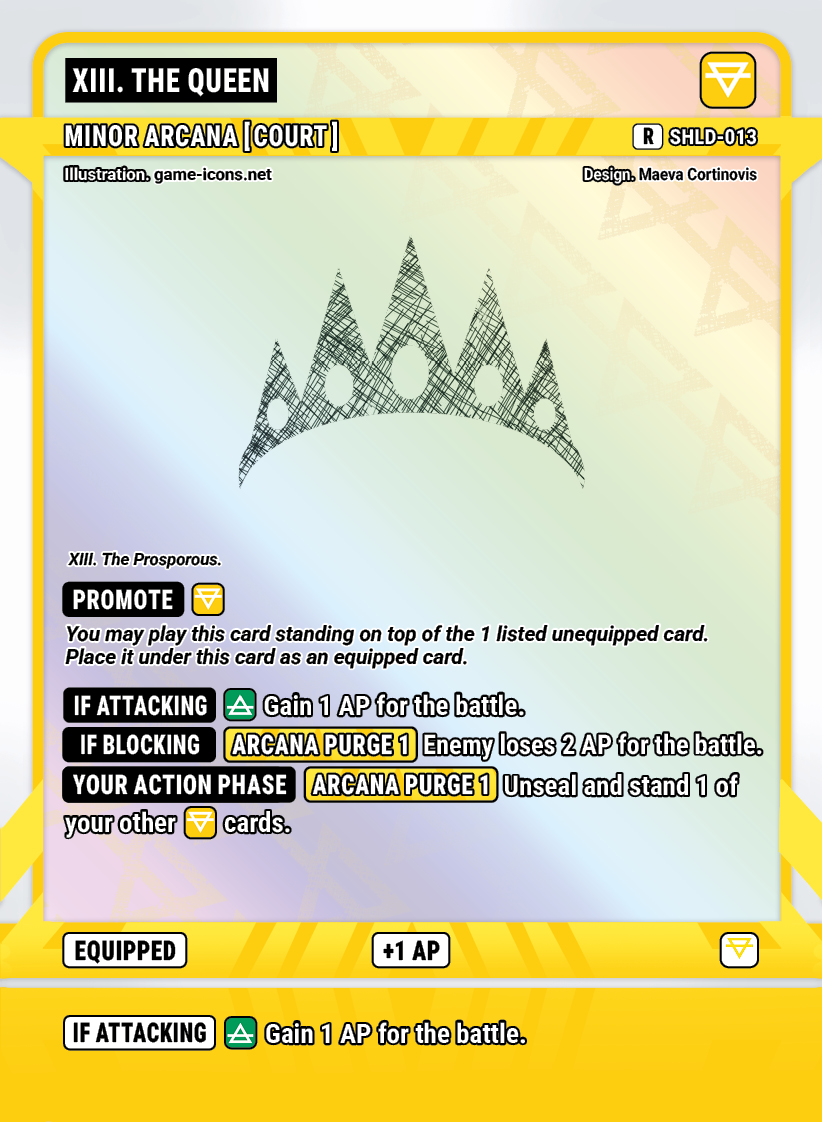 XIII. THE QUEEN
MINOR ARCANA [COURT]
R SHLD-013
Illustration. game-icons.net
Design. Maeva Cortinovis
XIII. The Prosporous.
PROMOTE
You may play this card standing on top of the 1 listed unequipped card.
Place it under this card as an equipped card.
IF ATTACKING Gain 1 AP for the battle.
IF BLOCKING ARCANA PURGE 1 Enemy loses 2 AP for the battle.
YOUR ACTION PHASE ARCANA PURGE 1 Unseal and stand 1 of
your other cards.
EQUIPPED
+1 AP
IF ATTACKING Gain 1 AP for the battle.